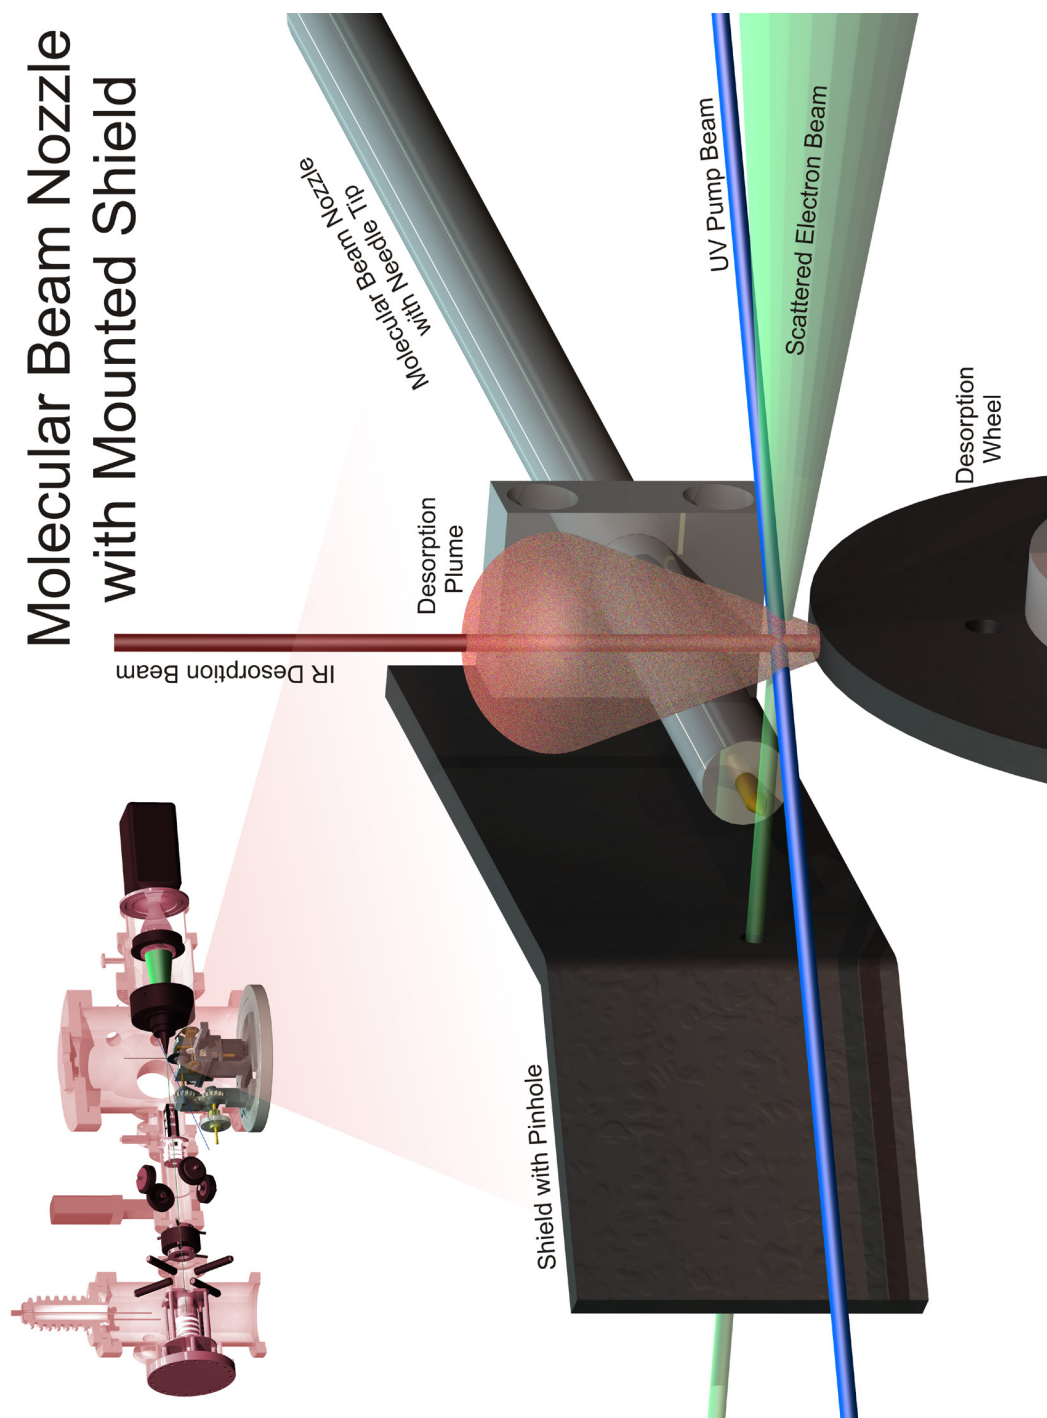 Molecular Beam Nozzle
with Mounted Shield
IR Desorption Beam
Desorption
Plume
Molecular Beam Nozzle
with Needle Tip
UV Pump Beam
Scattered Electron Beam
Desorption
Wheel
Shield with Pinhole